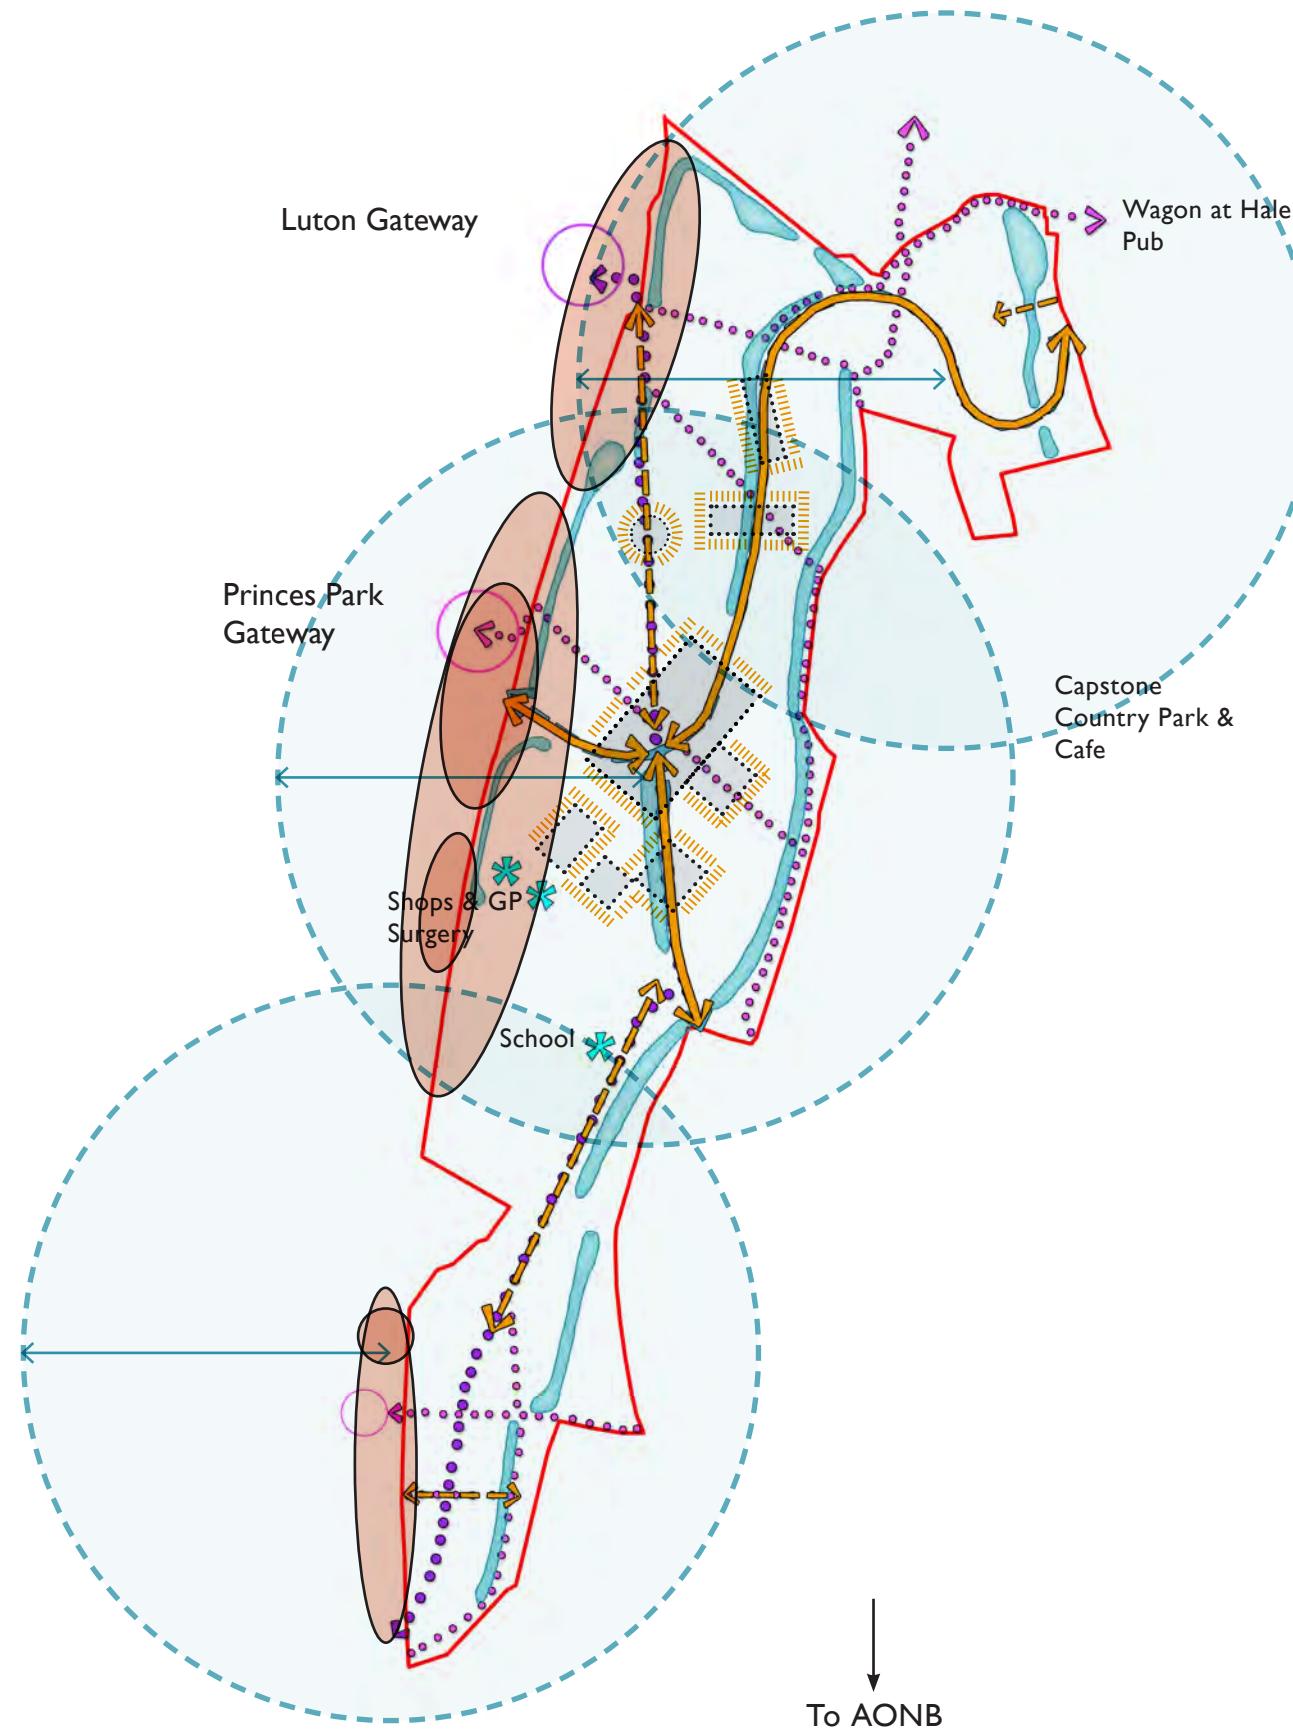 Luton Gateway
Wagon at Hale
Pub
Princes Park
Gateway
Capstone
Country Park &
Cafe
Shops & GP
Surgery
School
To AONB